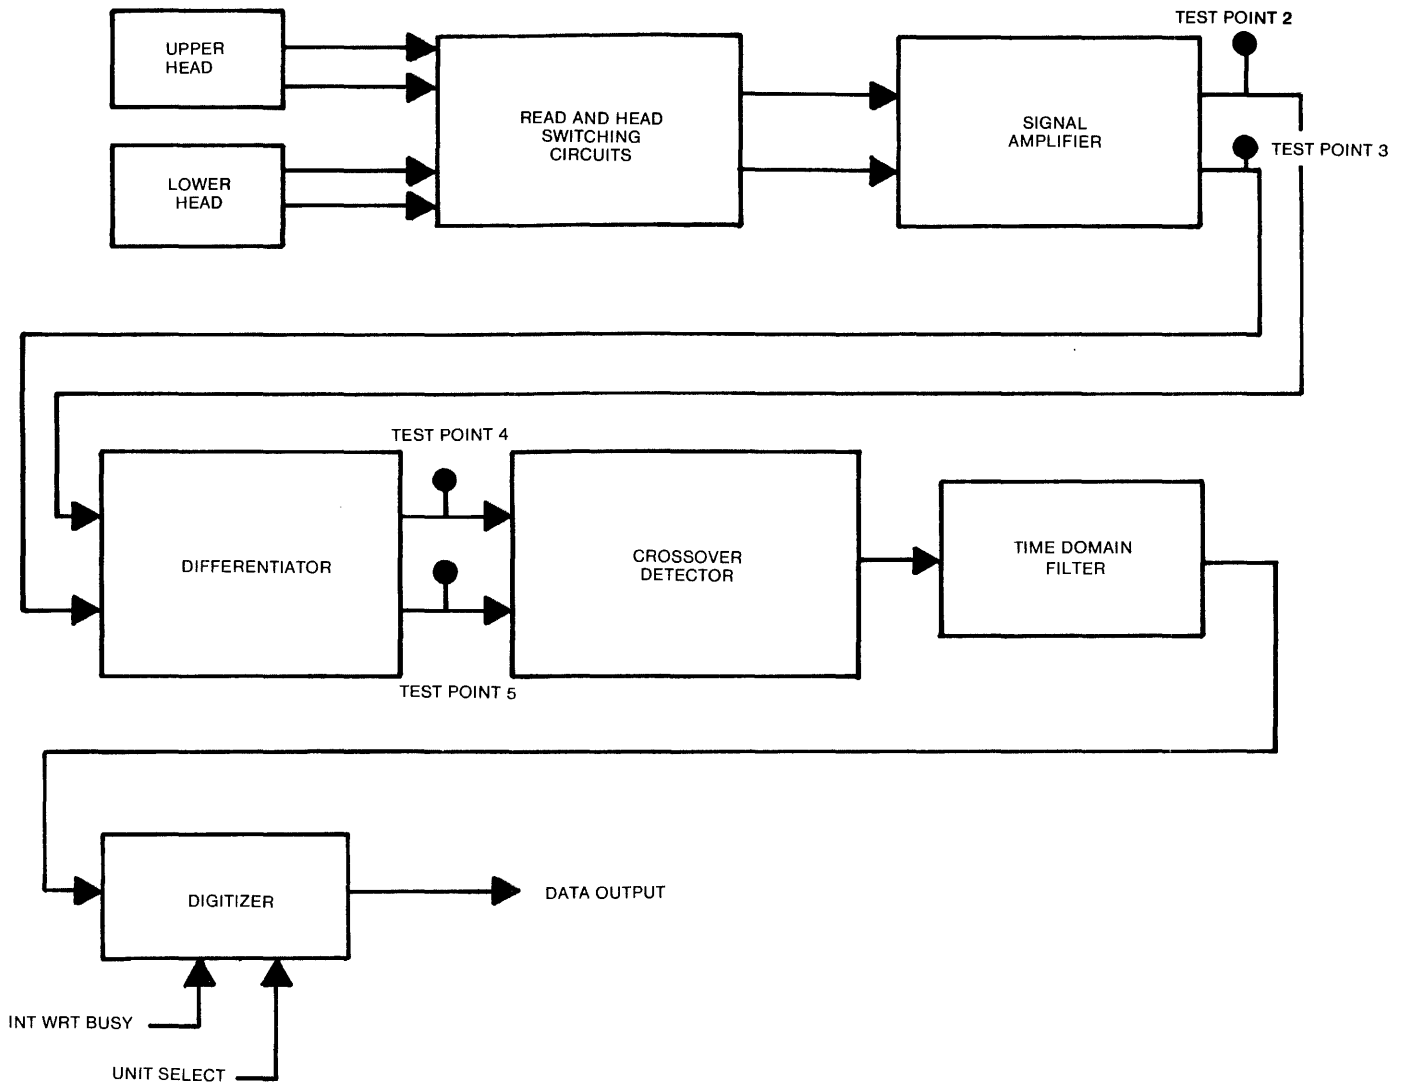 TEST POINT 2
UPPER
HEAD
READ AND HEAD
SWITCHING
CIRCUITS
SIGNAL
AMPLIFIER
TEST POINT 3
LOWER
HEAD
TEST POINT 4
DIFFERENTIATOR
CROSSOVER
DETECTOR
TIME DOMAIN
FILTER
TEST POINT 5
DIGITIZER
DATA OUTPUT
INT WRT BUSY
UNIT SELECT